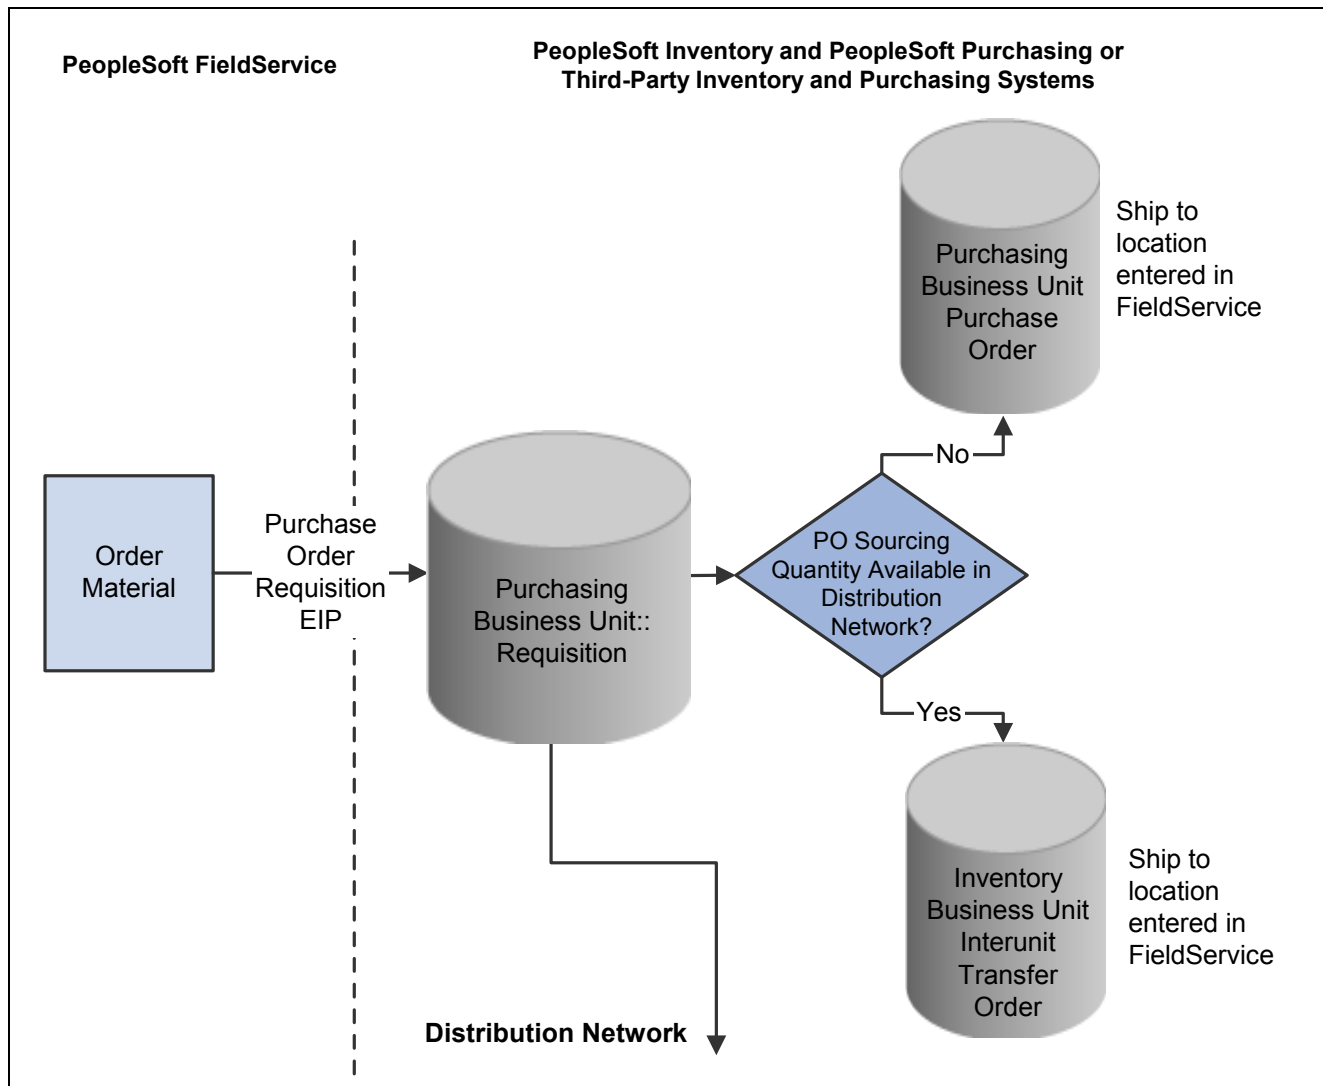 PeopleSoft FieldService
PeopleSoft Inventory and PeopleSoft Purchasing or
Third-Party Inventory and Purchasing Systems
Purchasing
Business Unit
Purchase
Order
Ship to
location
entered in
FieldService
No
Order
Material
Purchase
Order
Requisition
EIP
Purchasing
Business Unit::
Requisition
PO Sourcing
Quantity Available in
Distribution
Network?
Yes
Inventory
Business Unit
Interunit
Transfer
Order
Ship to
location
entered in
FieldService
Distribution Network